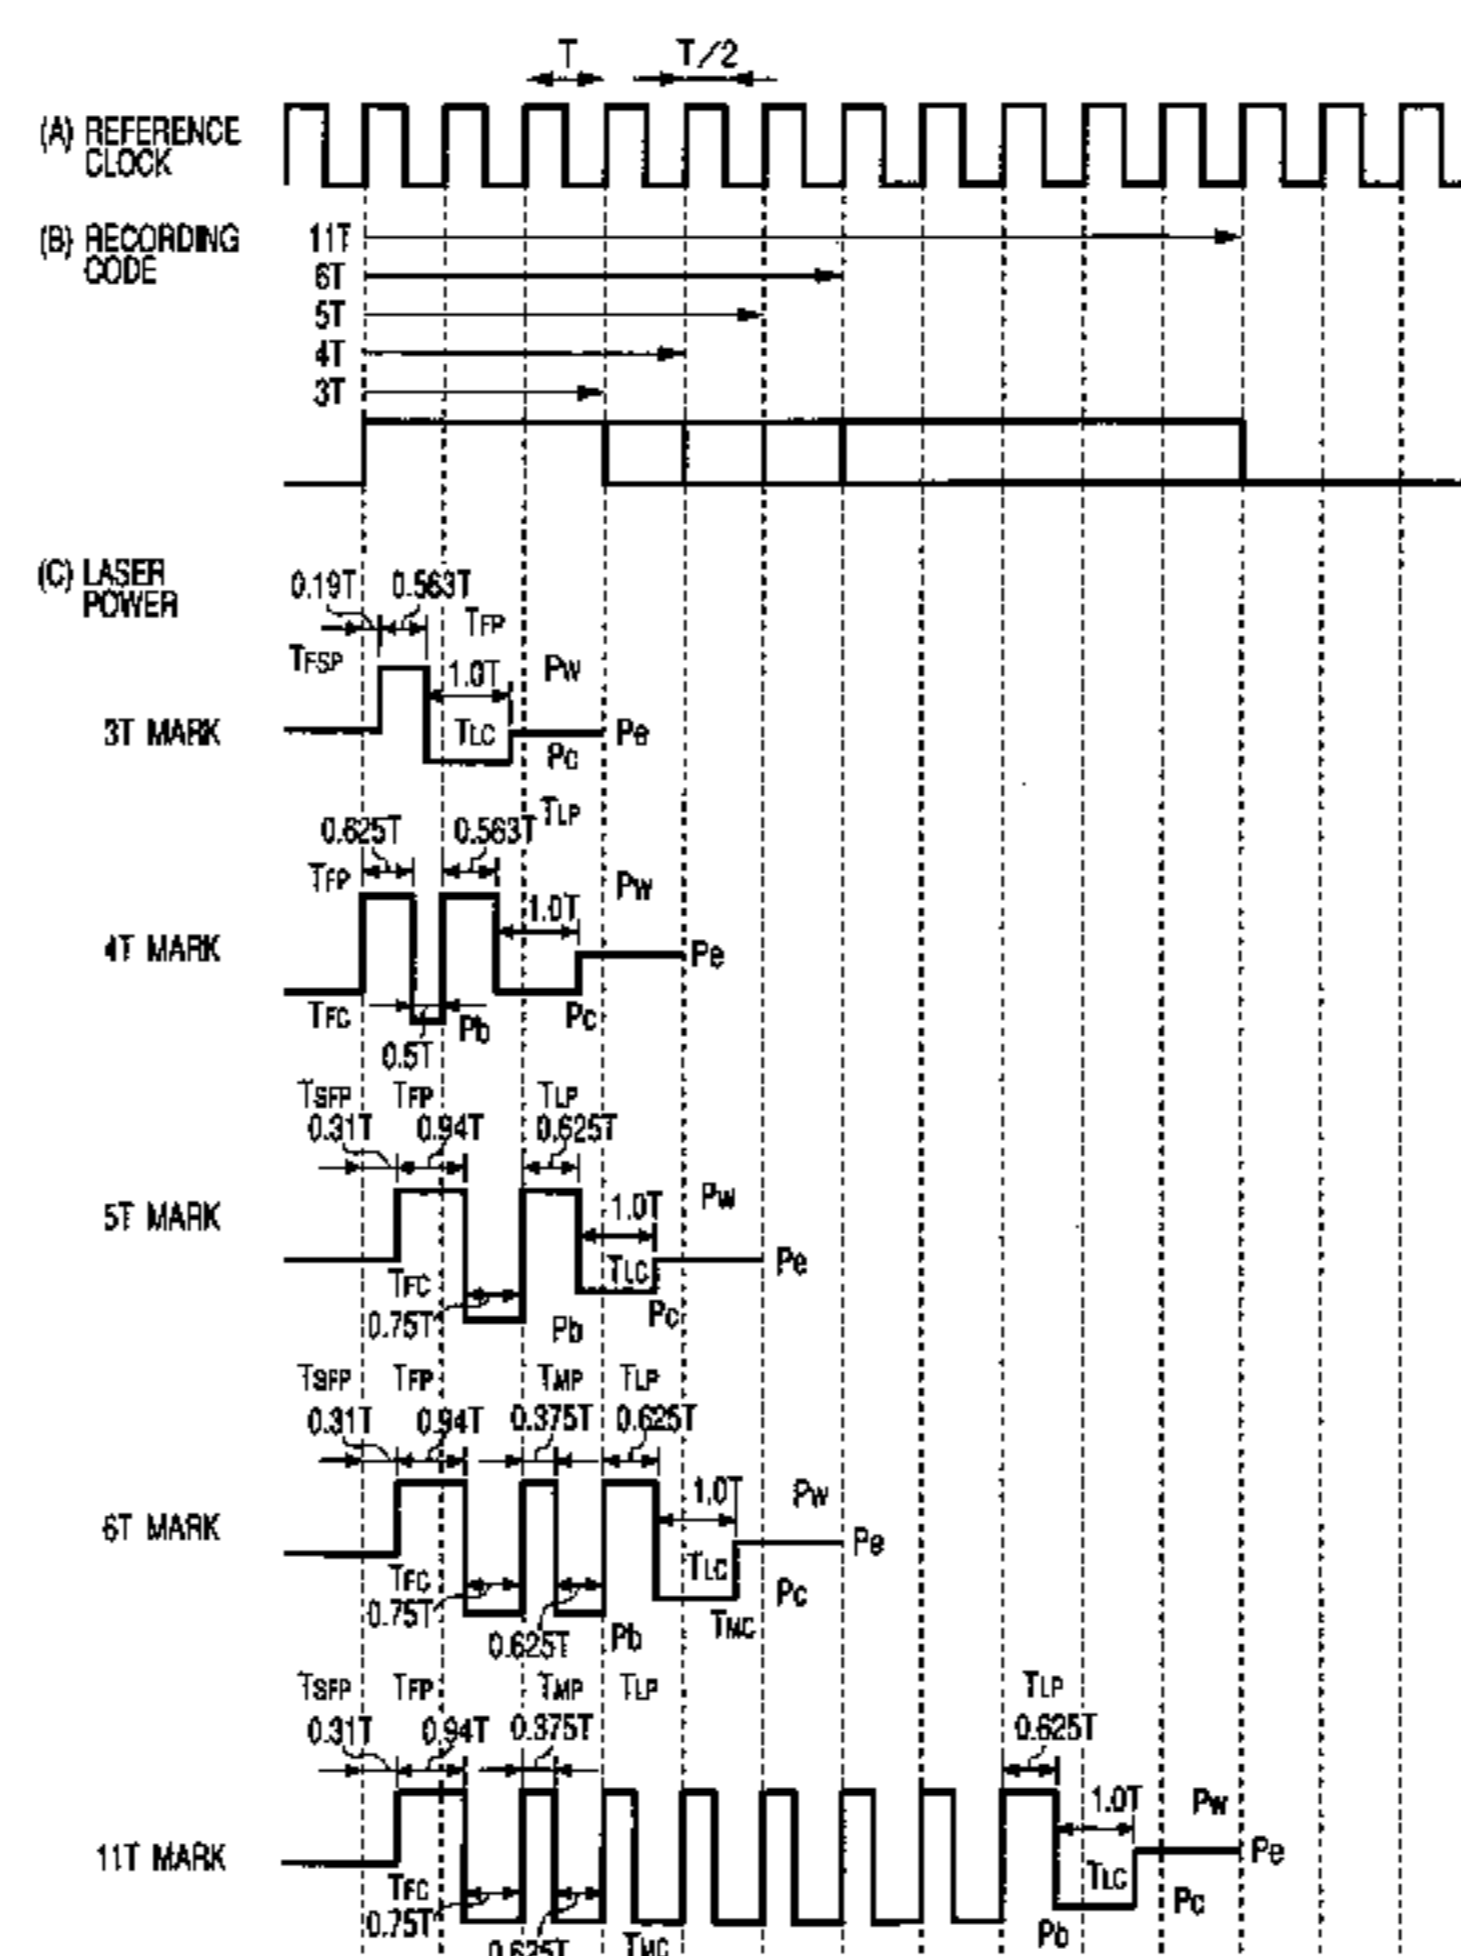 T T/2
(A) REFERENCE
CLOCK
(B) RECORDING
CODE
11T
6T
5T
4T
3T
(C) LASER
POWER
0.19T 0.563T
TFP
TFSP
1.0T PW
3T MARK
TLC Pe
Pc
TLP
0.625T 0.563T
TFP PW
1.0T
4T MARK
Pe
TFC Pb Pc
0.5T
TSFP TFP TLP
0.31T 0.94T 0.625T
1.0T PW
5T MARK
TFC TLC Pe
0.75T Pb Pc
TSFP TFP TMP TLP
0.31T 0.94T 0.375T 0.625T
1.0T PW
6T MARK
Pe
TFC TLC Pc
0.75T
0.625T Pb TMC
TSFP TFP TMP TLP TLP
0.31T 0.94T 0.375T 0.625T
1.0T PW
11T MARK
Pe
TFC TLC Pc
0.75T Pb
0.625T TMC